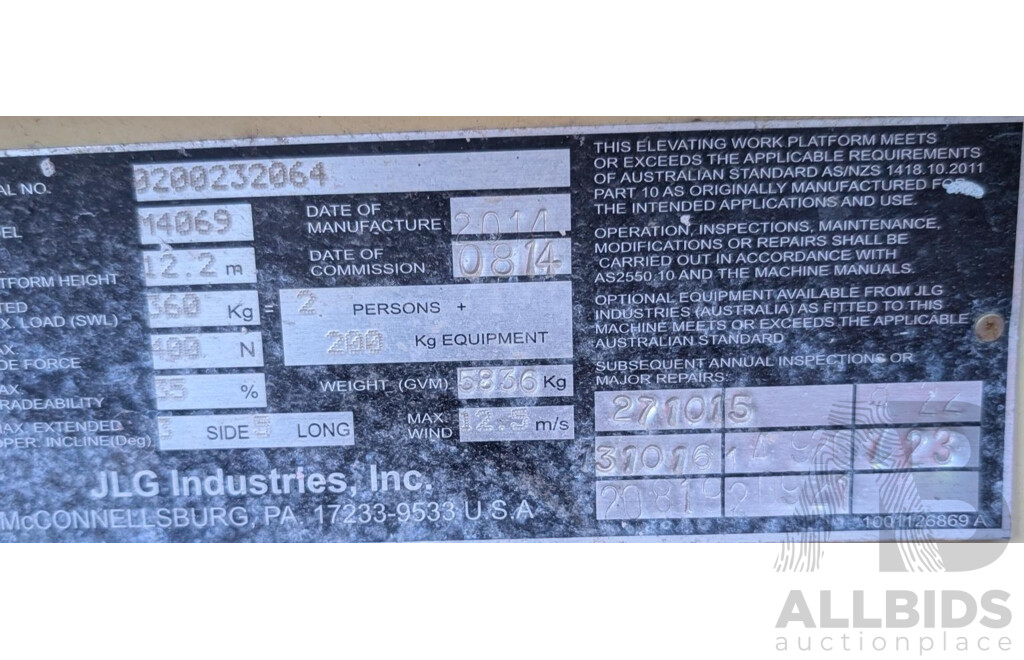 AL NO. 0200232064
EL M4069
DATE OF MANUFACTURE 2014
TFORM HEIGHT 12.2 m
DATE OF COMMISSION 0814
TED
X. LOAD (SWL) 360 Kg = 2 PERSONS +
200 Kg EQUIPMENT
AX
DE FORCE 400 N
AX
RADEABILITY 35 %
WEIGHT (GVM) 5836 Kg
MAX. EXTENDED
OPER. INCLINE(Deg) SIDE LONG
MAX. WIND 12.5 m/s
JLG Industries, Inc.
McCONNELLSBURG, PA. 17233-9533 U.S.A
THIS ELEVATING WORK PLATFORM MEETS
OR EXCEEDS THE APPLICABLE REQUIREMENTS
OF AUSTRALIAN STANDARD AS/NZS 1418.10.2011
PART 10 AS ORIGINALLY MANUFACTURED
THE INTENDED APPLICATIONS AND USE.
OPERATION, INSPECTIONS, MAINTENANCE,
MODIFICATIONS OR REPAIRS SHALL BE
CARRIED OUT IN ACCORDANCE WITH
AS2550.10 AND THE MACHINE MANUALS.
OPTIONAL EQUIPMENT AVAILABLE FROM JLG
INDUSTRIES (AUSTRALIA) AS FITTED TO THIS
MACHINE MEETS OR EXCEEDS THE APPLICABLE
AUSTRALIAN STANDARD
SUBSEQUENT ANNUAL INSPECTIONS OR
MAJOR REPAIRS:
271015 22
31016 23
1001126869 A
ALLBIDS
auctionplace